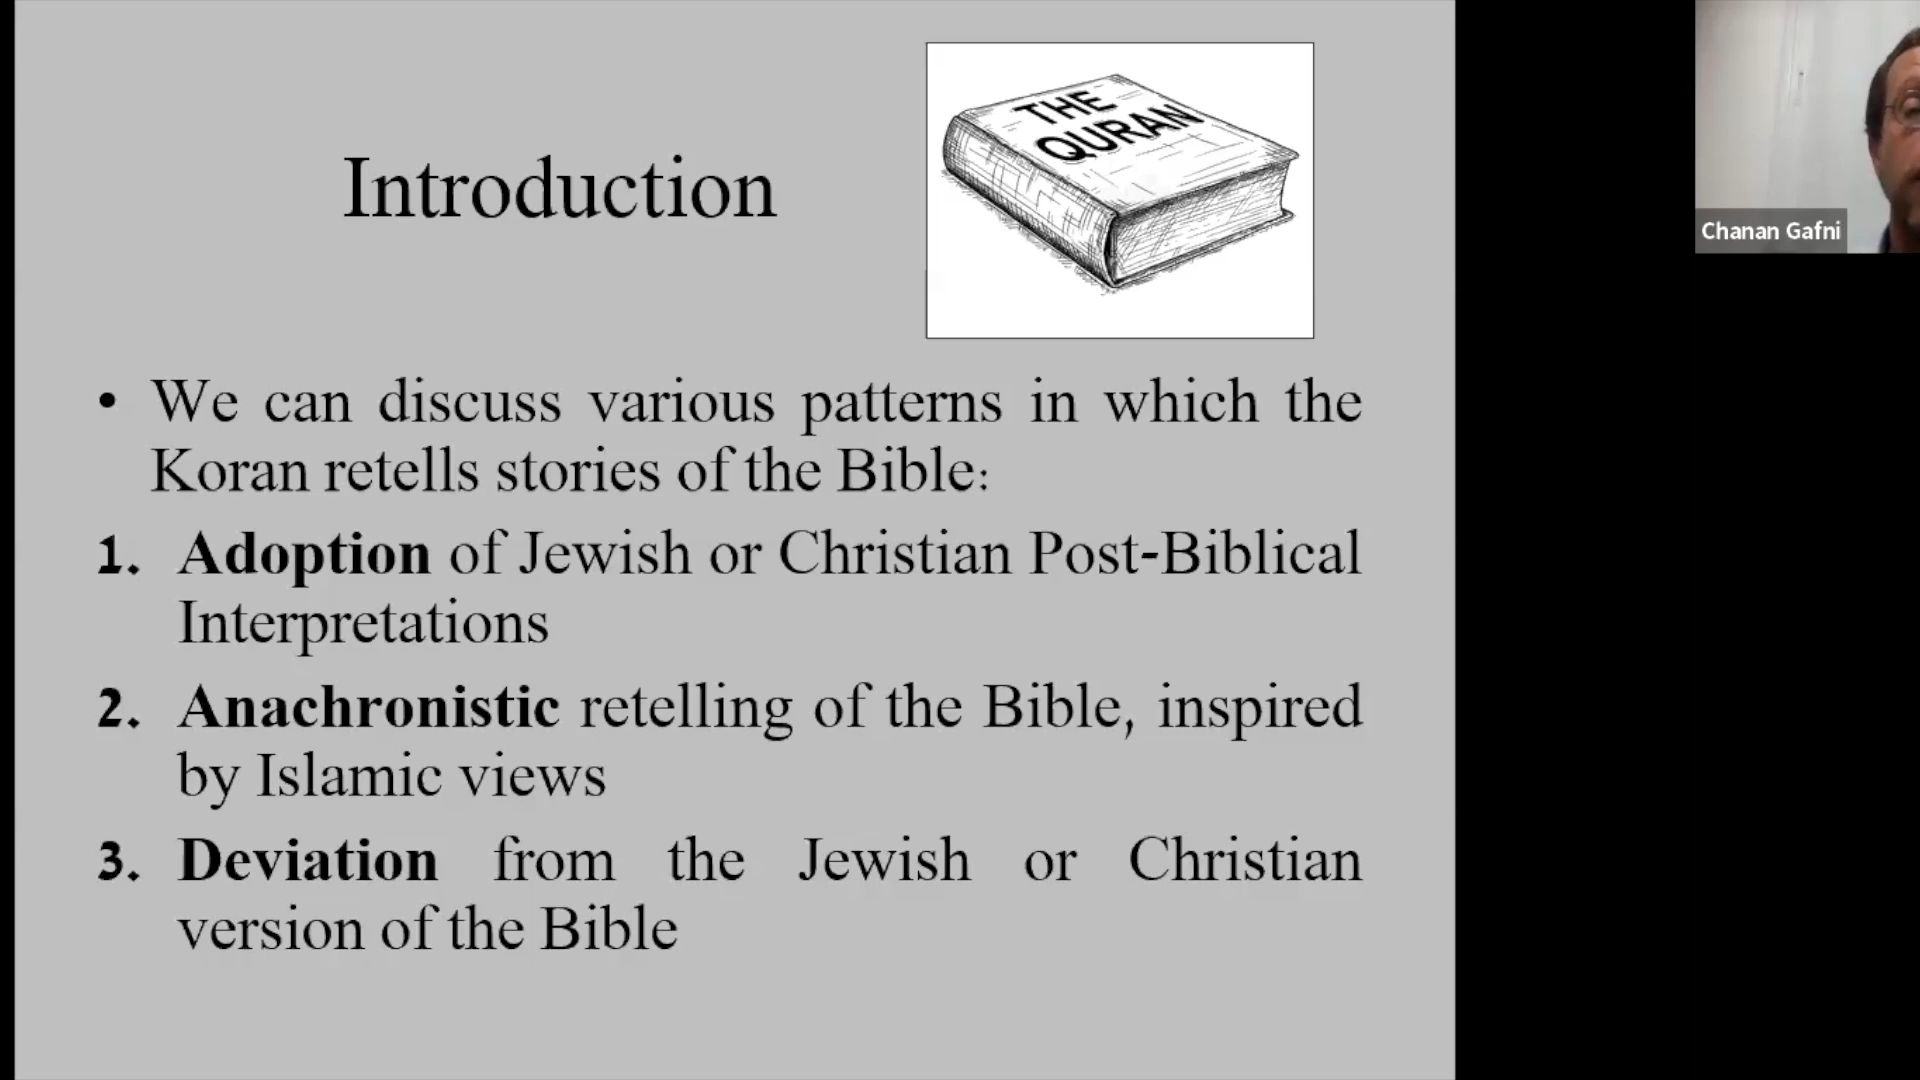 THE
QURAN
Introduction
• We can discuss various patterns in which the
Koran retells stories of the Bible:
1. Adoption of Jewish or Christian Post-Biblical
Interpretations
2. Anachronistic retelling of the Bible, inspired
by Islamic views
3. Deviation from the Jewish or Christian
version of the Bible
Chanan Gafni